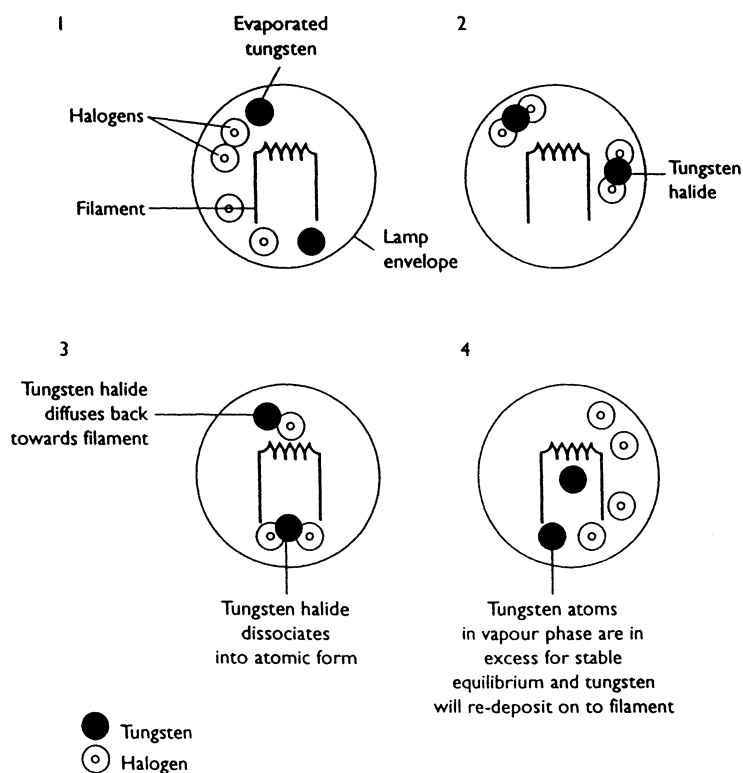 1
Evaporated
tungsten
Halogens
Filament
Lamp
envelope
2
Tungsten
halide
3
Tungsten halide
diffuses back
towards filament
Tungsten halide
dissociates
into atomic form
4
Tungsten atoms
in vapour phase are in
excess for stable
equilibrium and tungsten
will re-deposit on to filament
Tungsten
Halogen